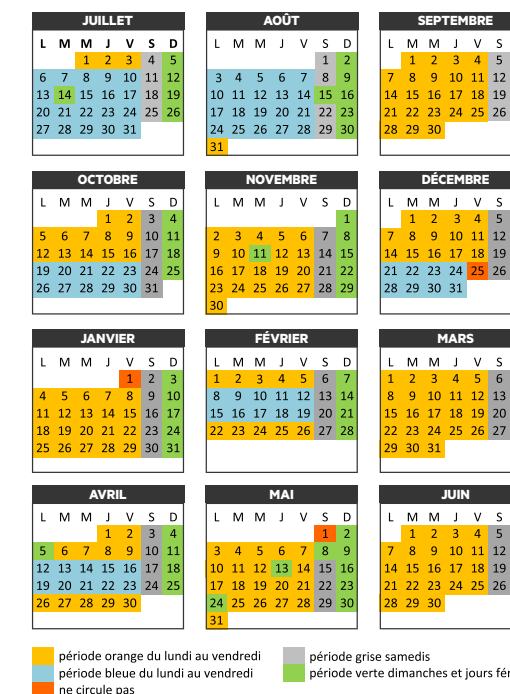 JUILLET
L M M J V S D
1 2 3 4 5
6 7 8 9 10 11 12
13 14 15 16 17 18 19
20 21 22 23 24 25 26
27 28 29 30 31
AOÛT
L M M J V S D
1 2
3 4 5 6 7 8 9
10 11 12 13 14 15 16
17 18 19 20 21 22 23
24 25 26 27 28 29 30
31
SEPTEMBRE
L M M J V S
1 2 3 4 5
7 8 9 10 11 12
14 15 16 17 18 19
21 22 23 24 25 26
28 29 30
OCTOBRE
L M M J V S D
1 2 3 4
5 6 7 8 9 10 11
12 13 14 15 16 17 18
19 20 21 22 23 24 25
26 27 28 29 30 31
NOVEMBRE
L M M J V S D
1
2 3 4 5 6 7 8
9 10 11 12 13 14 15
16 17 18 19 20 21 22
23 24 25 26 27 28 29
30
DÉCEMBRE
L M M J V S
1 2 3 4 5
7 8 9 10 11 12
14 15 16 17 18 19
21 22 23 24 25 26
28 29 30 31
JANVIER
L M M J V S D
1 2 3
4 5 6 7 8 9 10
11 12 13 14 15 16 17
18 19 20 21 22 23 24
25 26 27 28 29 30 31
FÉVRIER
L M M J V S D
1 2 3 4 5 6 7
8 9 10 11 12 13 14
15 16 17 18 19 20 21
22 23 24 25 26 27 28
MARS
L M M J V S
1 2 3 4 5 6
8 9 10 11 12 13
15 16 17 18 19 20
22 23 24 25 26 27
29 30 31
AVRIL
L M M J V S D
1 2 3 4
5 6 7 8 9 10 11
12 13 14 15 16 17 18
19 20 21 22 23 24 25
26 27 28 29 30
MAI
L M M J V S D
1 2
3 4 5 6 7 8 9
10 11 12 13 14 15 16
17 18 19 20 21 22 23
24 25 26 27 28 29 30
31
JUIN
L M M J V S
1 2 3 4 5
7 8 9 10 11 12
14 15 16 17 18 19
21 22 23 24 25 26
28 29 30
période orange du lundi au vendredi
période bleue du lundi au vendredi
ne circule pas
période grise samedis
période verte dimanches et jours fér